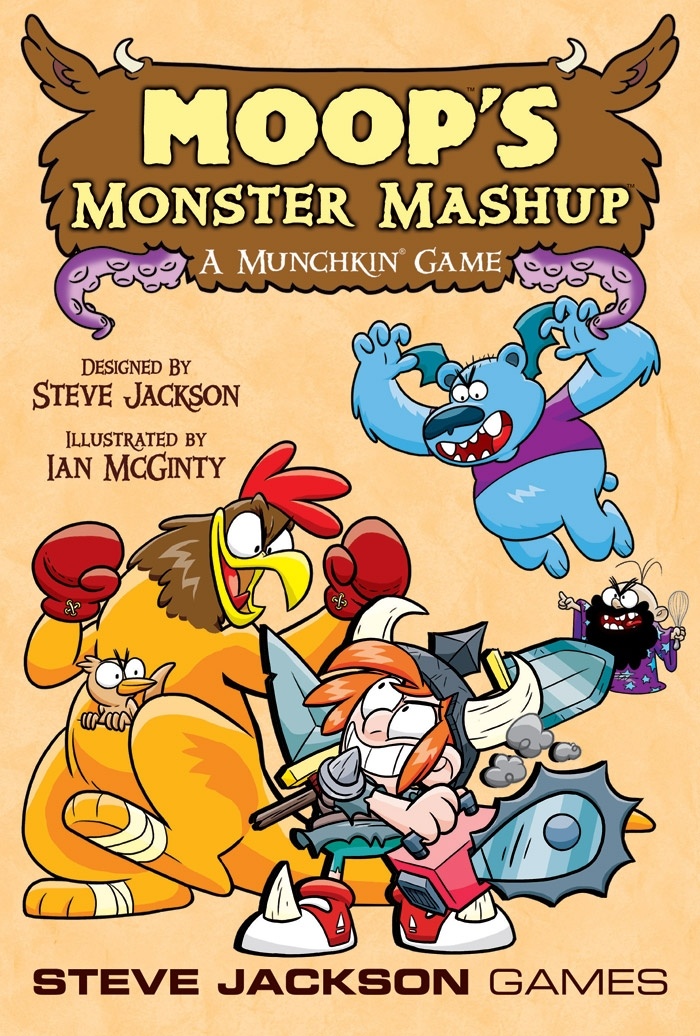 MOOP'S™
MONSTER MASHUP™
A MUNCHKIN® GAME
DESIGNED BY
STEVE JACKSON
ILLUSTRATED BY
IAN MCGINTY
STEVE JACKSON GAMES